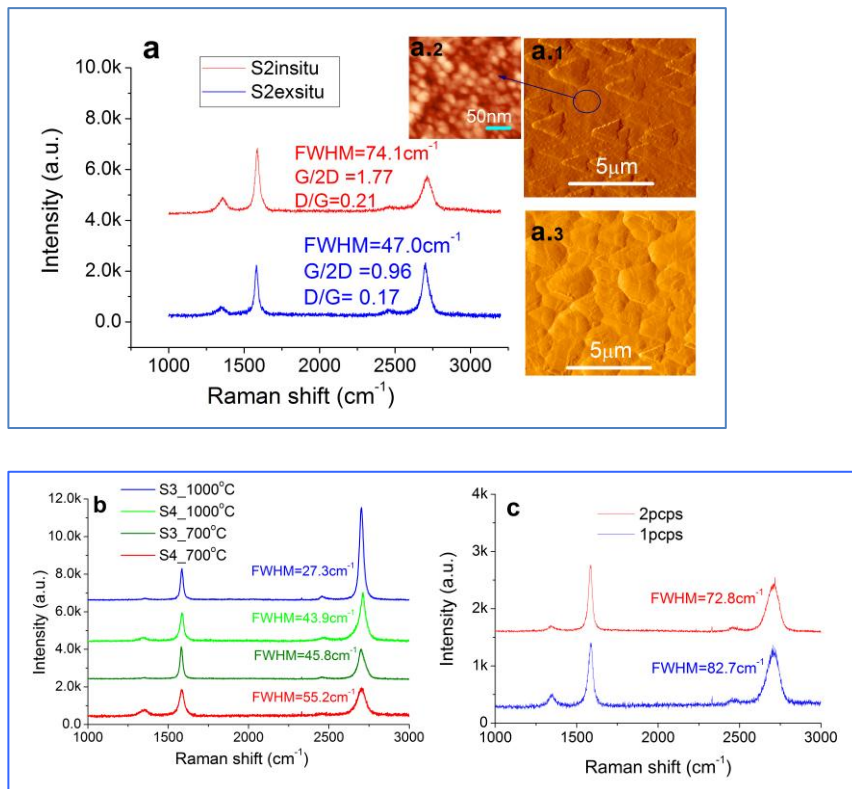 a
S2insitu
S2exsitu
a.2
50nm
a.1
5μm
a.3
5μm
10.0k
8.0k
6.0k
4.0k
2.0k
0.0
Intensity (a.u.)
FWHM=74.1cm⁻¹
G/2D =1.77
D/G=0.21
FWHM=47.0cm⁻¹
G/2D =0.96
D/G= 0.17
1000 1500 2000 2500 3000
Raman shift (cm⁻¹)
b
S3_1000°C
S4_1000°C
S3_700°C
S4_700°C
12.0k
10.0k
8.0k
6.0k
4.0k
2.0k
0.0
Intensity (a.u.)
FWHM=27.3cm⁻¹
FWHM=43.9cm⁻¹
FWHM=45.8cm⁻¹
FWHM=55.2cm⁻¹
1000 1500 2000 2500 3000
Raman shift (cm⁻¹)
c
2pcps
1pcps
4k
3k
2k
1k
0
Intensity (a.u.)
FWHM=72.8cm⁻¹
FWHM=82.7cm⁻¹
1000 1500 2000 2500 3000
Raman shift (cm⁻¹)